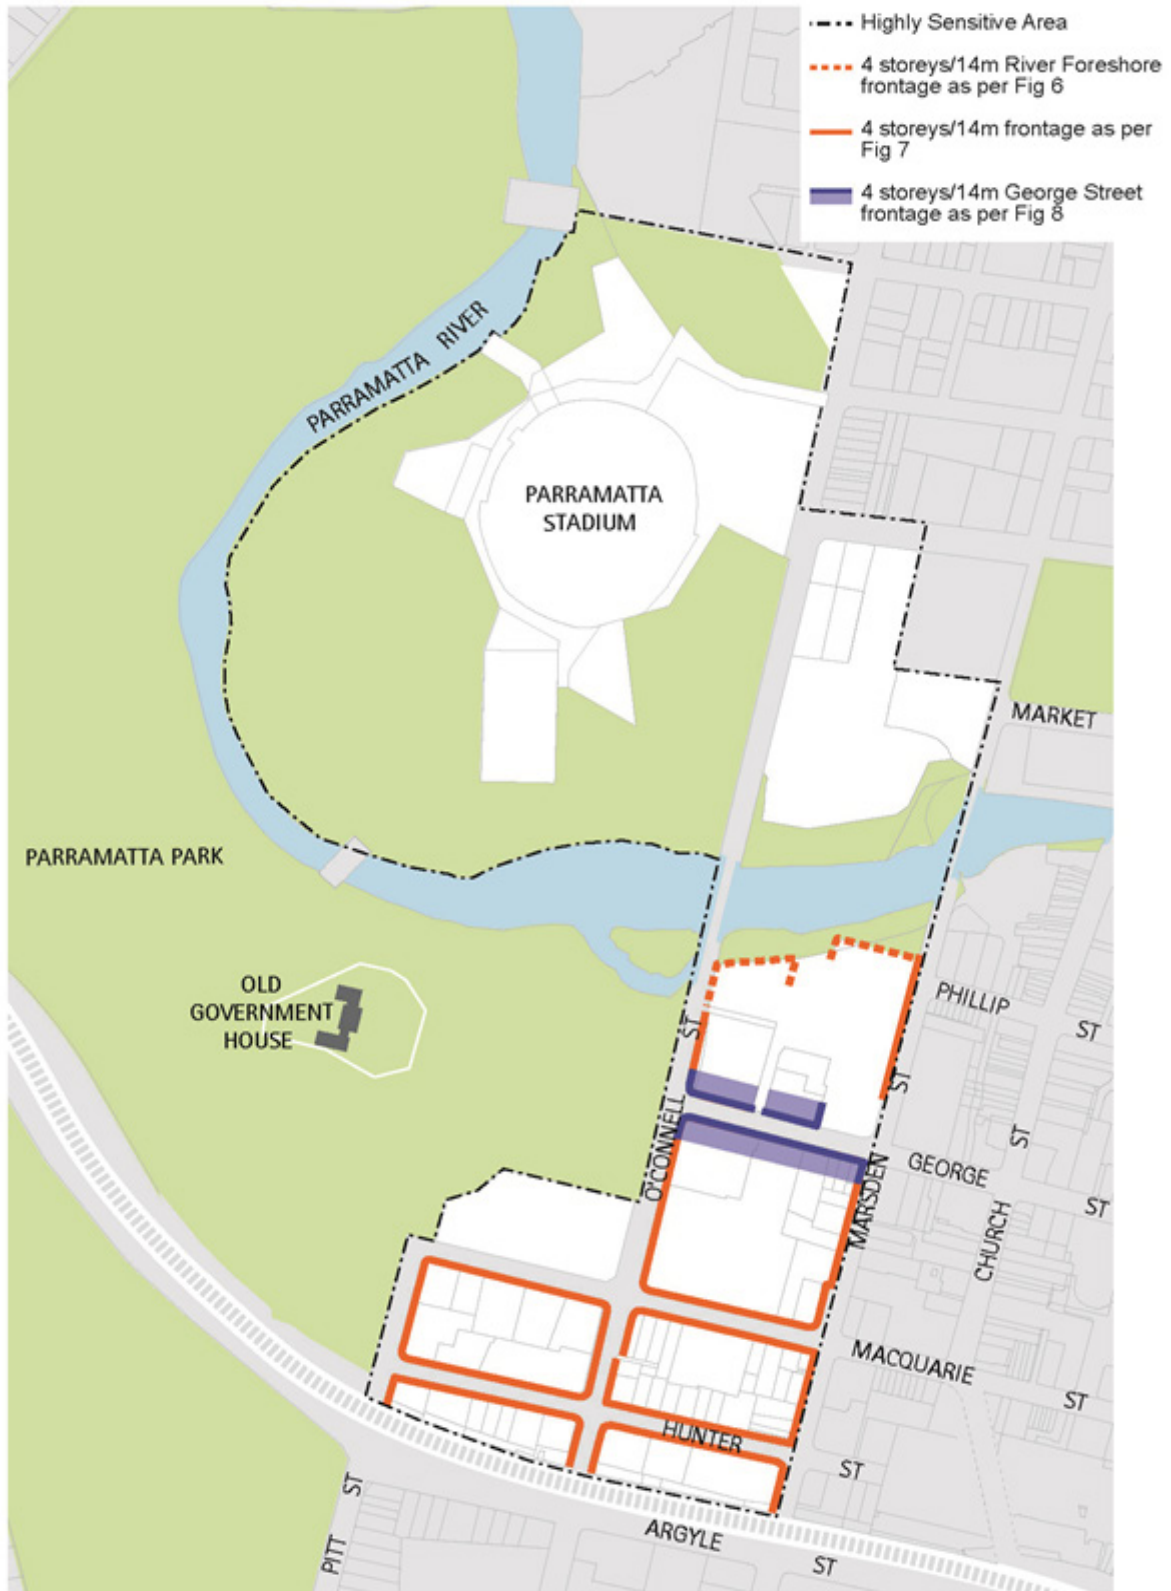 Highly Sensitive Area
4 storeys/14m River Foreshore
frontage as per Fig 6
4 storeys/14m frontage as per
Fig 7
4 storeys/14m George Street
frontage as per Fig 8
PARRAMATTA RIVER
PARRAMATTA
STADIUM
MARKET
PARRAMATTA PARK
OLD
GOVERNMENT
HOUSE
PHILLIP
ST
O'CONNELL
ST
MARSDEN
ST
GEORGE
ST
CHURCH
ST
MACQUARIE
ST
HUNTER
ST
PITT
ST
ARGYLE
ST